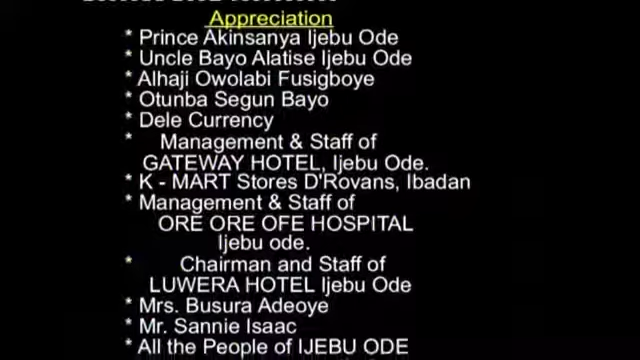 Appreciation
* Prince Akinsanya Ijebu Ode
* Uncle Bayo Alatise Ijebu Ode
* Alhaji Owolabi Fusigboye
* Otunba Segun Bayo
* Dele Currency
* Management & Staff of
GATEWAY HOTEL, Ijebu Ode.
* K - MART Stores D'Rovans, Ibadan
* Management & Staff of
ORE ORE OFE HOSPITAL
Ijebu ode.
* Chairman and Staff of
LUWERA HOTEL Ijebu Ode
* Mrs. Busura Adeoye
* Mr. Sannie Isaac
* All the People of IJEBU ODE